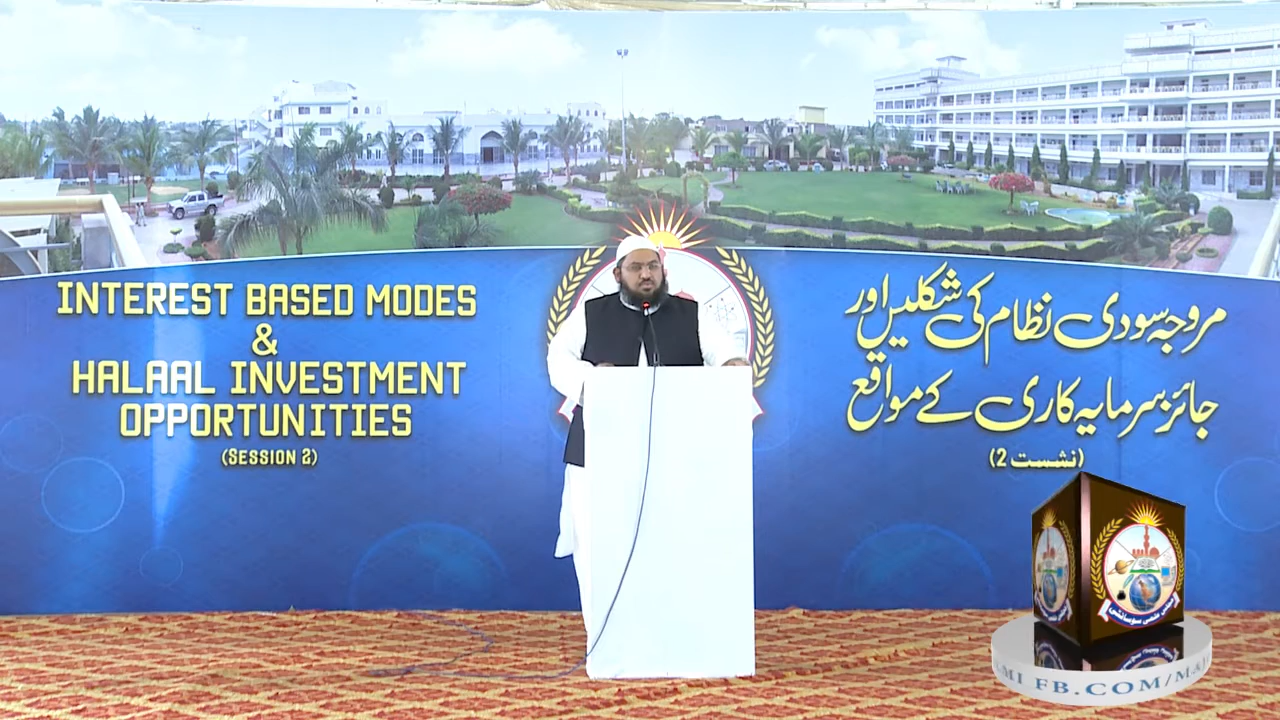 INTEREST BASED MODES
&
HALAAL INVESTMENT
OPPORTUNITIES
(SESSION 2)
مروجہ سودی نظام کی شکلیں اور
جائز سرمایہ کاری کے مواقع
(نشست 2)
FB.COM/MA